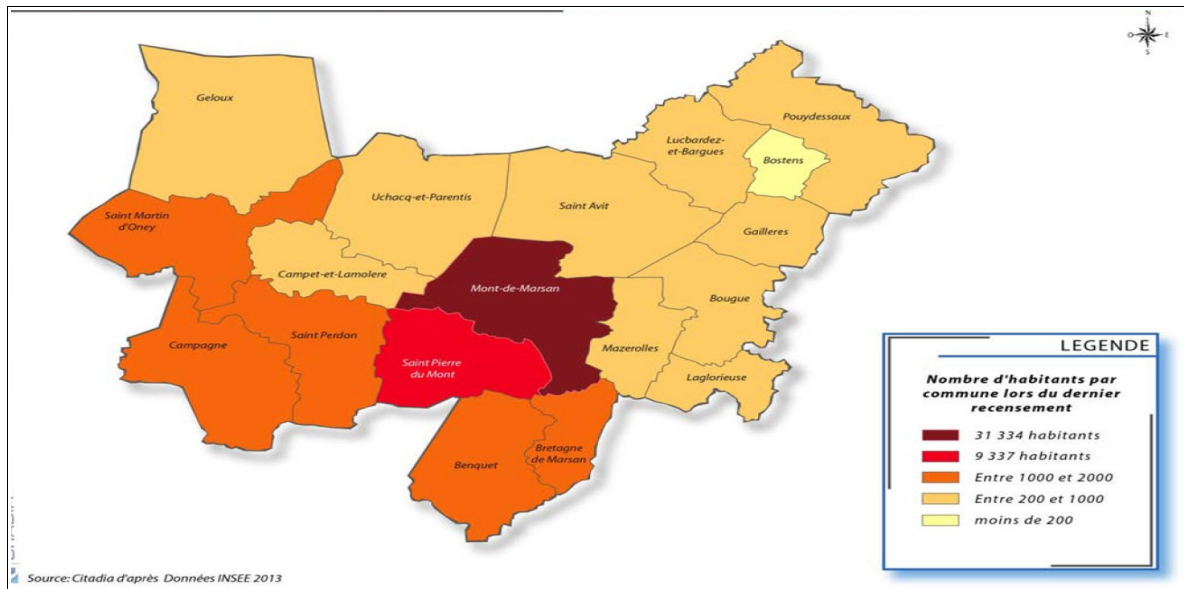 N
O
E
S
Geloux
Pouydessaux
Lucbardez-
et-Bargues
Bostens
Uchacq-et-Parentis
Saint Avit
Saint Martin
d'Oney
Gailleres
Campet-et-Lamolere
Mont-de-Marsan
Bougue
Saint Perdon
Campagne
Mazerolles
Saint Pierre
du Mont
Laglorieuse
Bretagne
de Marsan
Benquet
LEGENDE
Nombre d'habitants par
commune lors du dernier
recensement
31 334 habitants
9 337 habitants
Entre 1000 et 2000
Entre 200 et 1000
moins de 200
Source: Citadia d'après Données INSEE 2013